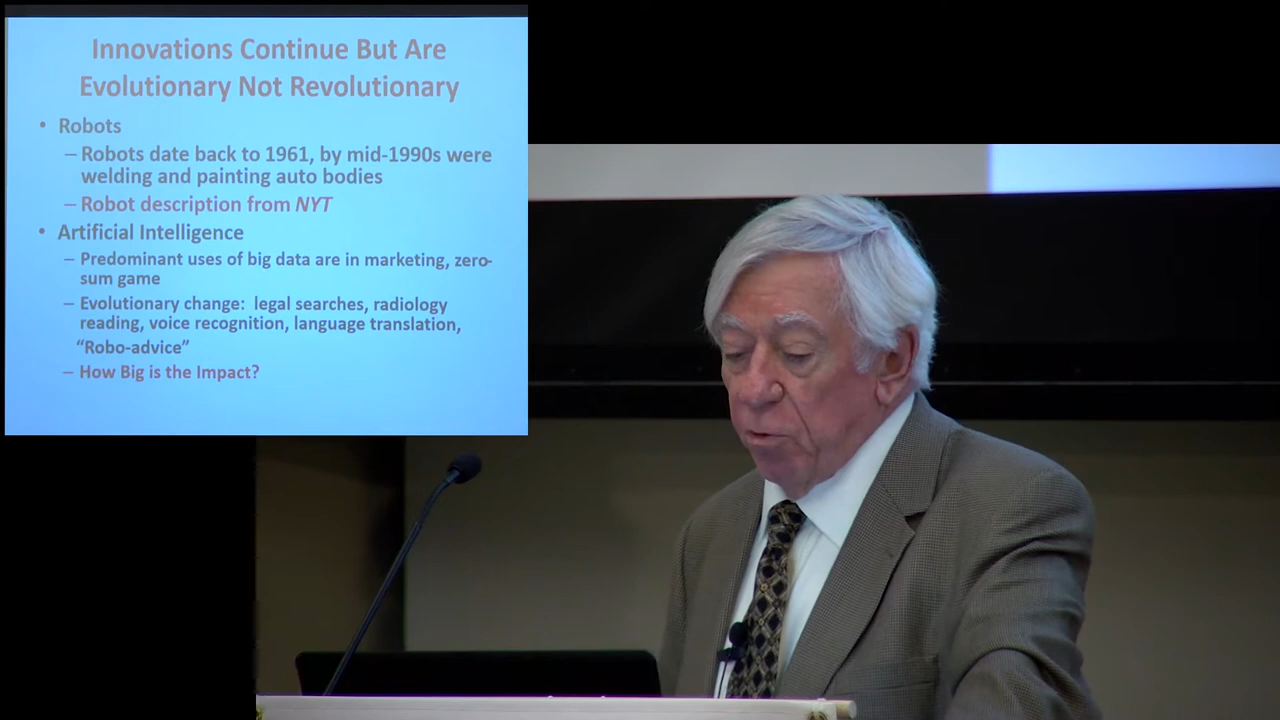 Innovations Continue But Are
Evolutionary Not Revolutionary
• Robots
– Robots date back to 1961, by mid-1990s were
welding and painting auto bodies
– Robot description from NYT
• Artificial Intelligence
– Predominant uses of big data are in marketing, zero-
sum game
– Evolutionary change: legal searches, radiology
reading, voice recognition, language translation,
“Robo-advice”
– How Big is the Impact?